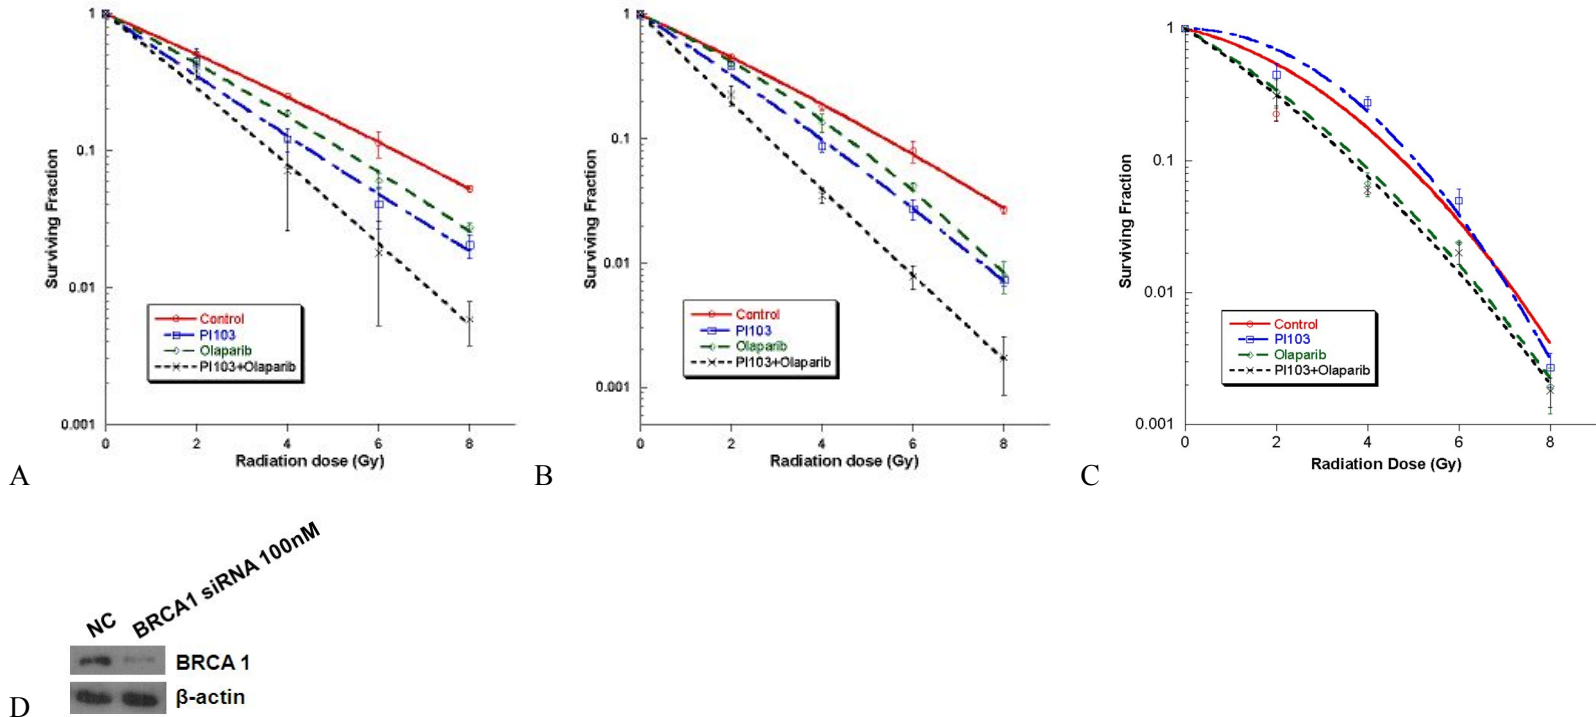 1
0.1
0.01
0.001
Surviving Fraction
0 2 4 6 8
Radiation dose (Gy)
Control
PI103
Olaparib
PI103+Olaparib
A
1
0.1
0.01
0.001
Surviving Fraction
0 2 4 6 8
Radiation dose (Gy)
Control
PI103
Olaparib
PI103+Olaparib
B
1
0.1
0.01
0.001
Surviving Fraction
0 2 4 6 8
Radiation Dose (Gy)
Control
PI103
Olaparib
PI103+Olaparib
C
NC
BRCA1 siRNA 100nM
BRCA 1
β-actin
D